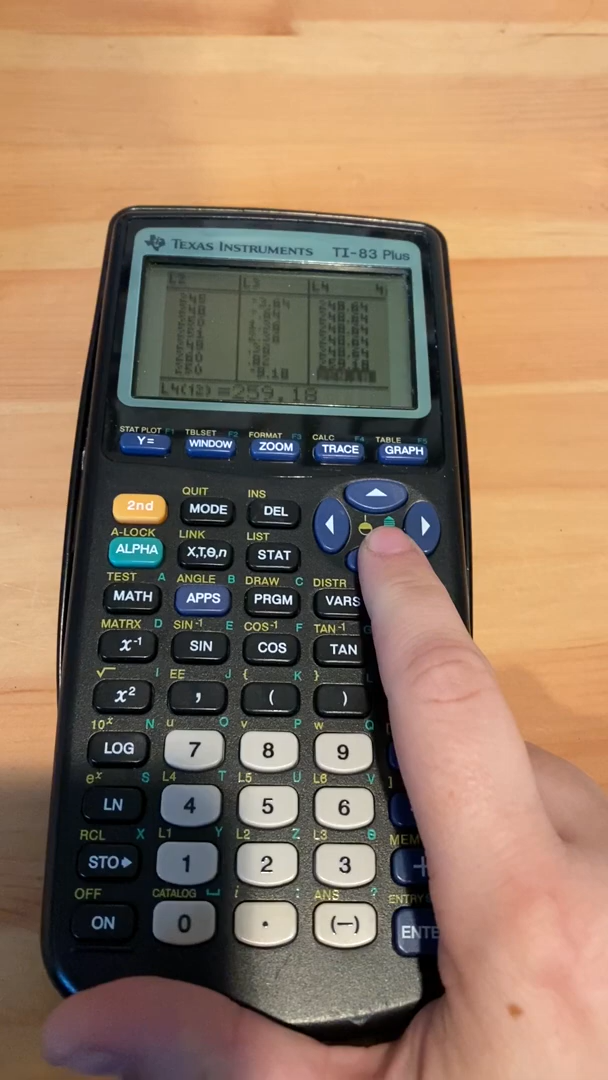 TEXAS INSTRUMENTS TI-83 Plus
L2 L3 L4 4
L4(12)=259.18
STAT PLOT F1 TBLSET F2 FORMAT F3 CALC F4 TABLE F5
Y= WINDOW ZOOM TRACE GRAPH
QUIT INS
2nd MODE DEL
A-LOCK LINK LIST
ALPHA X,T,θ,n STAT
TEST A ANGLE B DRAW C DISTR
MATH APPS PRGM VARS
MATRX D SIN⁻¹ E COS⁻¹ F TAN⁻¹
x⁻¹ SIN COS TAN
√ I EE J { K } L
x² , ( )
10ˣ N u O v P w Q
LOG 7 8 9
eˣ S L4 T L5 U L6 V ]
LN 4 5 6
RCL X L1 Y L2 Z L3 θ MEM
STO▸ 1 2 3 +
OFF CATALOG ⎵ i : ANS ? ENTRY
ON 0 . (−) ENTE